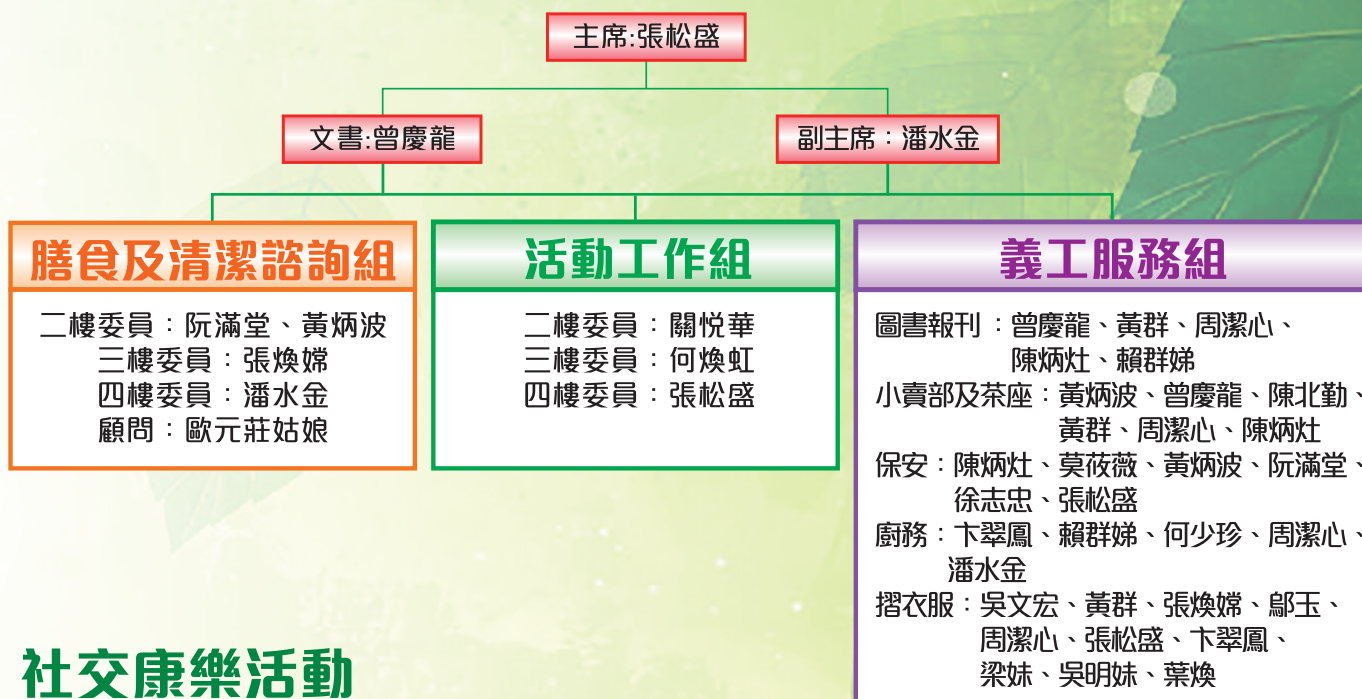 主席:張松盛
文書:曾慶龍
副主席：潘水金
膳食及清潔諮詢組
二樓委員：阮滿堂、黃炳波
三樓委員：張煥嫦
四樓委員：潘水金
顧問：歐元莊姑娘
活動工作組
二樓委員：關悦華
三樓委員：何煥虹
四樓委員：張松盛
義工服務組
圖書報刊：曾慶龍、黃群、周潔心、
陳炳灶、賴群娣
小賣部及茶座：黃炳波、曾慶龍、陳北勤、
黃群、周潔心、陳炳灶
保安：陳炳灶、莫莜薇、黃炳波、阮滿堂、
徐志忠、張松盛
廚務：卞翠鳳、賴群娣、何少珍、周潔心、
潘水金
摺衣服：吳文宏、黃群、張煥嫦、鄔玉、
周潔心、張松盛、卞翠鳳、
梁妹、吳明妹、葉煥
社交康樂活動